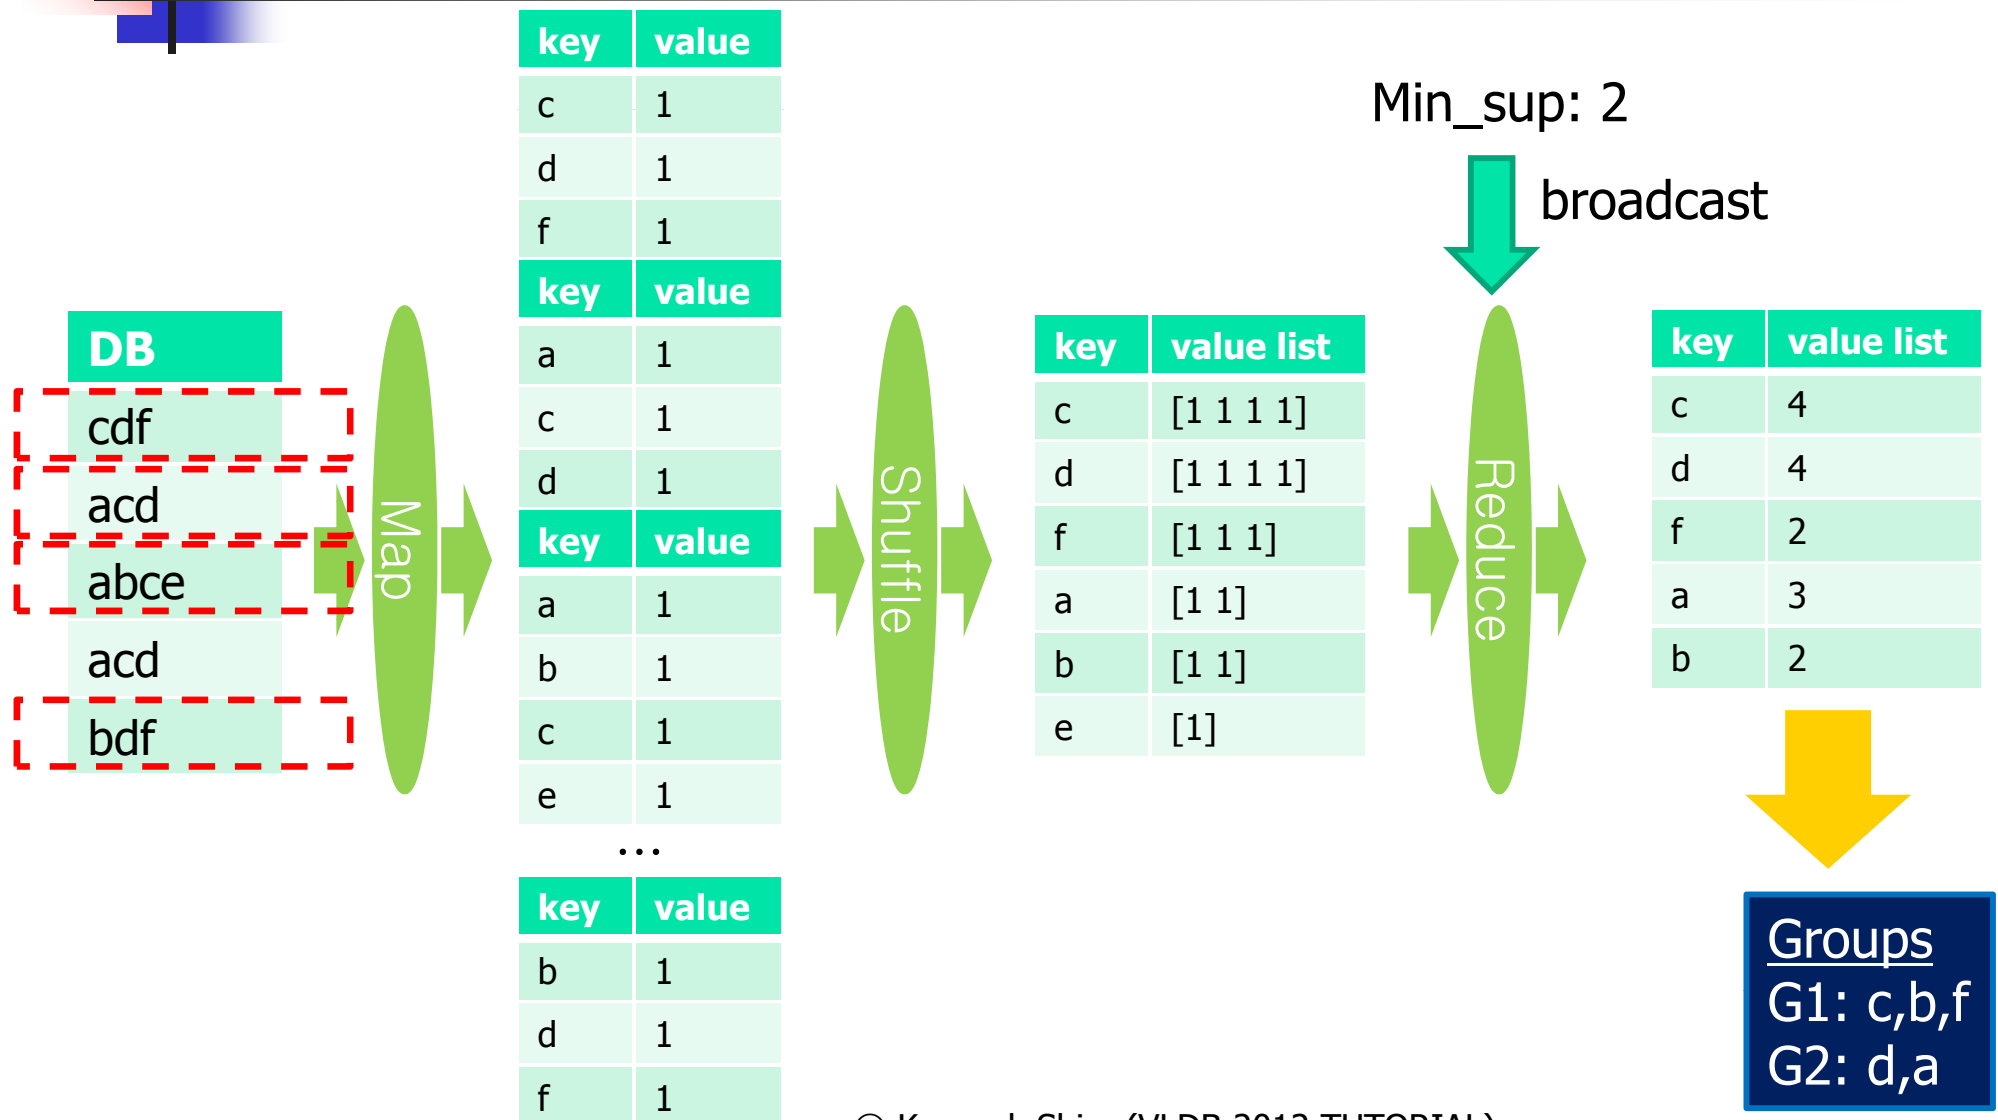 key value
c 1
d 1
f 1
key value
a 1
c 1
d 1
key value
a 1
b 1
c 1
e 1
...
key value
b 1
d 1
f 1
DB
cdf
acd
abce
acd
bdf
Map
Shuffle
key value list
c [1 1 1 1]
d [1 1 1 1]
f [1 1 1]
a [1 1]
b [1 1]
e [1]
Min_sup: 2
broadcast
Reduce
key value list
c 4
d 4
f 2
a 3
b 2
Groups
G1: c,b,f
G2: d,a
(VLDB 2012 TUTORIAL)